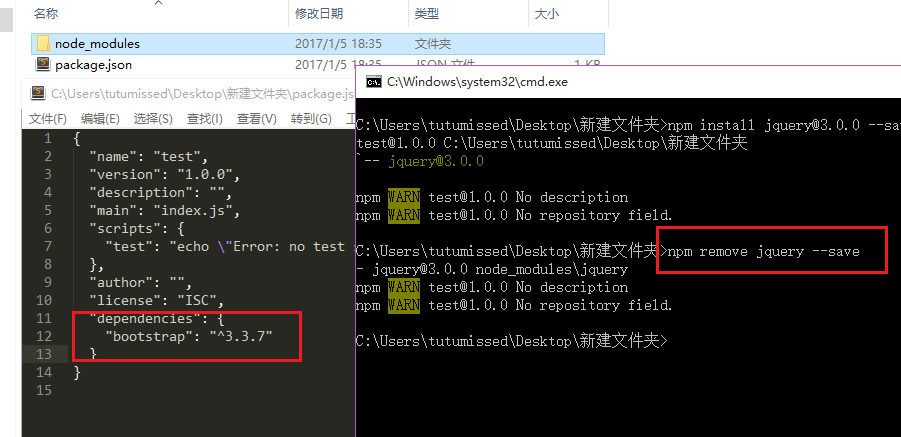 名称 修改日期 类型 大小
node_modules 2017/1/5 18:35 文件夹
package.json 2017/1/5 18:35 JSON 文件 1 KB
C:\Users\tutumissed\Desktop\新建文件夹\package.js
文件(F) 编辑(E) 选择(S) 查找(I) 查看(V) 转到(G) 工
1 {
2 "name": "test",
3 "version": "1.0.0",
4 "description": "",
5 "main": "index.js",
6 "scripts": {
7 "test": "echo \"Error: no test
8 },
9 "author": "",
10 "license": "ISC",
11 "dependencies": {
12 "bootstrap": "^3.3.7"
13 }
14 }
15
C:\Windows\system32\cmd.exe
C:\Users\tutumissed\Desktop\新建文件夹>npm install jquery@3.0.0 --sa
test@1.0.0 C:\Users\tutumissed\Desktop\新建文件夹
`-- jquery@3.0.0
npm WARN test@1.0.0 No description
npm WARN test@1.0.0 No repository field.
C:\Users\tutumissed\Desktop\新建文件夹>npm remove jquery --save
- jquery@3.0.0 node_modules\jquery
npm WARN test@1.0.0 No description
npm WARN test@1.0.0 No repository field.
C:\Users\tutumissed\Desktop\新建文件夹>